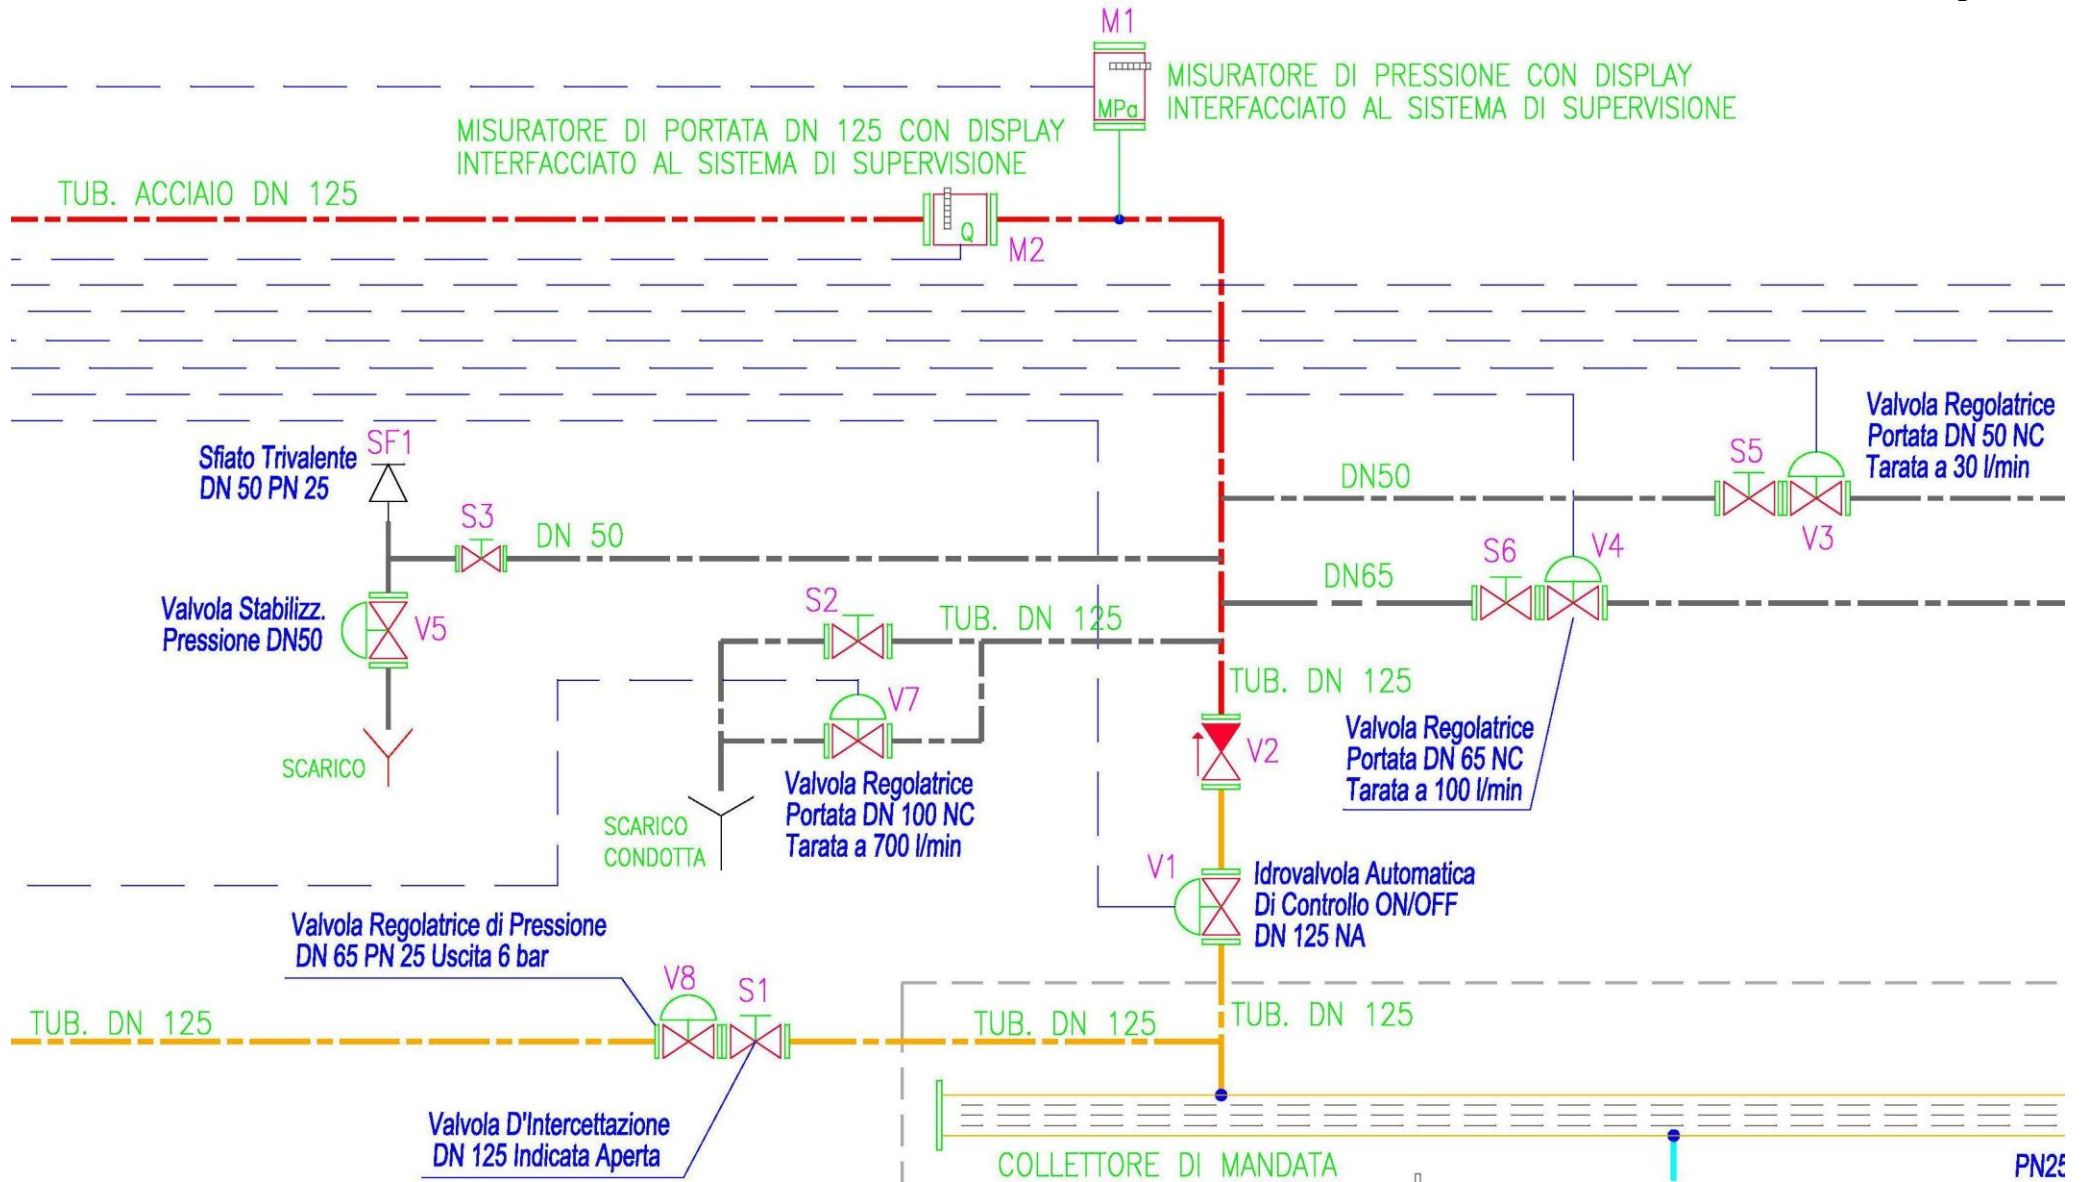 M1
MISURATORE DI PRESSIONE CON DISPLAY
INTERFACCIATO AL SISTEMA DI SUPERVISIONE
MPa
MISURATORE DI PORTATA DN 125 CON DISPLAY
INTERFACCIATO AL SISTEMA DI SUPERVISIONE
TUB. ACCIAIO DN 125
Q
M2
Valvola Regolatrice
Portata DN 50 NC
Tarata a 30 l/min
SF1
Sfiato Trivalente
DN 50 PN 25
S5
DN50
V3
S3
DN 50
S6
V4
DN65
Valvola Stabilizz.
Pressione DN50
V5
S2
TUB. DN 125
TUB. DN 125
V7
Valvola Regolatrice
Portata DN 65 NC
Tarata a 100 l/min
V2
SCARICO
Valvola Regolatrice
Portata DN 100 NC
Tarata a 700 l/min
SCARICO
CONDOTTA
V1
Idrovalvola Automatica
Di Controllo ON/OFF
DN 125 NA
Valvola Regolatrice di Pressione
DN 65 PN 25 Uscita 6 bar
V8
S1
TUB. DN 125
TUB. DN 125
TUB. DN 125
Valvola D'Intercettazione
DN 125 Indicata Aperta
COLLETTORE DI MANDATA
PN25